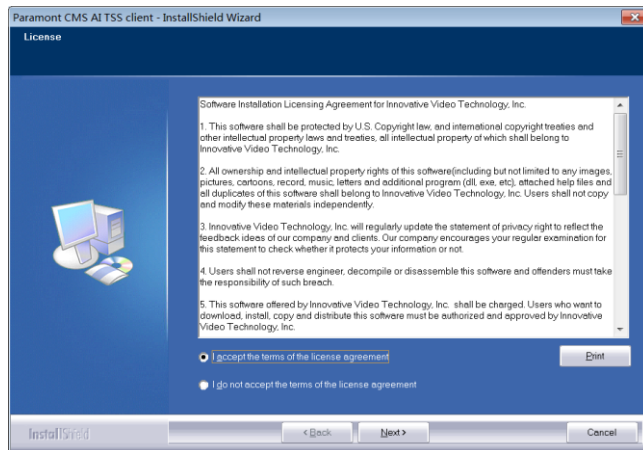 Paramont CMS AI TSS client - InstallShield Wizard
License
Software Installation Licensing Agreement for Innovative Video Technology, Inc.
1. This software shall be protected by U.S. Copyright law, and international copyright treaties and
other intellectual property laws and treaties, all intellectual property of which shall belong to
Innovative Video Technology, Inc.
2. All ownership and intellectual property rights of this software(including but not limited to any images,
pictures, cartoons, record, music, letters and additional program (dll, exe, etc), attached help files and
all duplicates of this software shall belong to Innovative Video Technology, Inc. Users shall not copy
and modify these materials independently.
3. Innovative Video Technology, Inc. will regularly update the statement of privacy right to reflect the
feedback ideas of our company and clients. Our company encourages your regular examination for
this statement to check whether it protects your information or not.
4. Users shall not reverse engineer, decompile or disassemble this software and offenders must take
the responsibility of such breach.
5. This software offered by Innovative Video Technology, Inc. shall be charged. Users who want to
download, install, copy and distribute this software must be authorized and approved by Innovative
Video Technology, Inc.
I accept the terms of the license agreement
Print
I do not accept the terms of the license agreement
InstallShield
< Back
Next >
Cancel